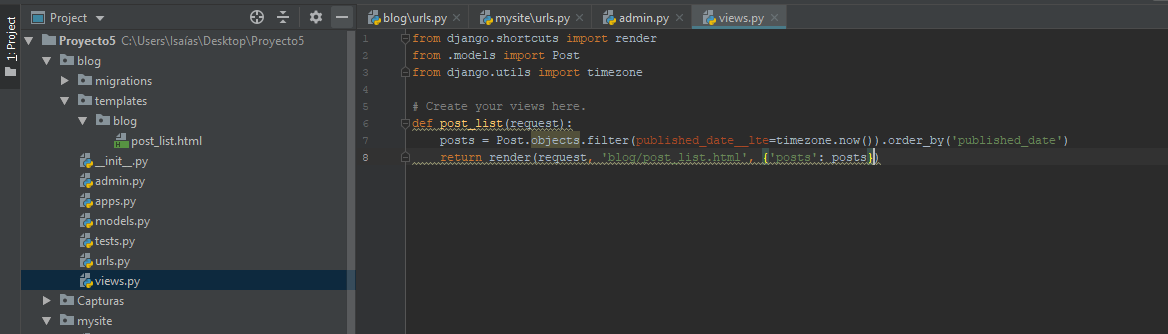 1: Project
Project
Proyecto5 C:\Users\Isaías\Desktop\Proyecto5
blog
migrations
templates
blog
post_list.html
__init__.py
admin.py
apps.py
models.py
tests.py
urls.py
views.py
Capturas
mysite
blog\urls.py
mysite\urls.py
admin.py
views.py
1 from django.shortcuts import render
2 from .models import Post
3 from django.utils import timezone
4
5 # Create your views here.
6 def post_list(request):
7 posts = Post.objects.filter(published_date__lte=timezone.now()).order_by('published_date')
8 return render(request, 'blog/post_list.html', {'posts': posts})